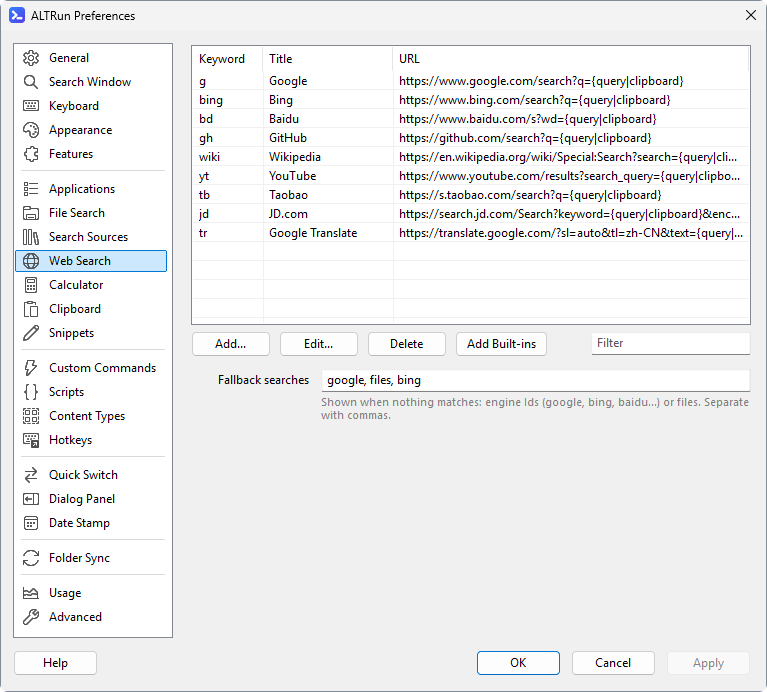 ALTRun Preferences
General
Search Window
Keyboard
Appearance
Features
Applications
File Search
Search Sources
Web Search
Calculator
Clipboard
Snippets
Custom Commands
Scripts
Content Types
Hotkeys
Quick Switch
Dialog Panel
Date Stamp
Folder Sync
Usage
Advanced
Keyword Title URL
g Google https://www.google.com/search?q={query|clipboard}
bing Bing https://www.bing.com/search?q={query|clipboard}
bd Baidu https://www.baidu.com/s?wd={query|clipboard}
gh GitHub https://github.com/search?q={query|clipboard}
wiki Wikipedia https://en.wikipedia.org/wiki/Special:Search?search={query|cli...
yt YouTube https://www.youtube.com/results?search_query={query|clipbo...
tb Taobao https://s.taobao.com/search?q={query|clipboard}
jd JD.com https://search.jd.com/Search?keyword={query|clipboard}&enc...
tr Google Translate https://translate.google.com/?sl=auto&tl=zh-CN&text={query|...
Add... Edit... Delete Add Built-ins Filter
Fallback searches google, files, bing
Shown when nothing matches: engine Ids (google, bing, baidu...) or files. Separate
with commas.
Help OK Cancel Apply